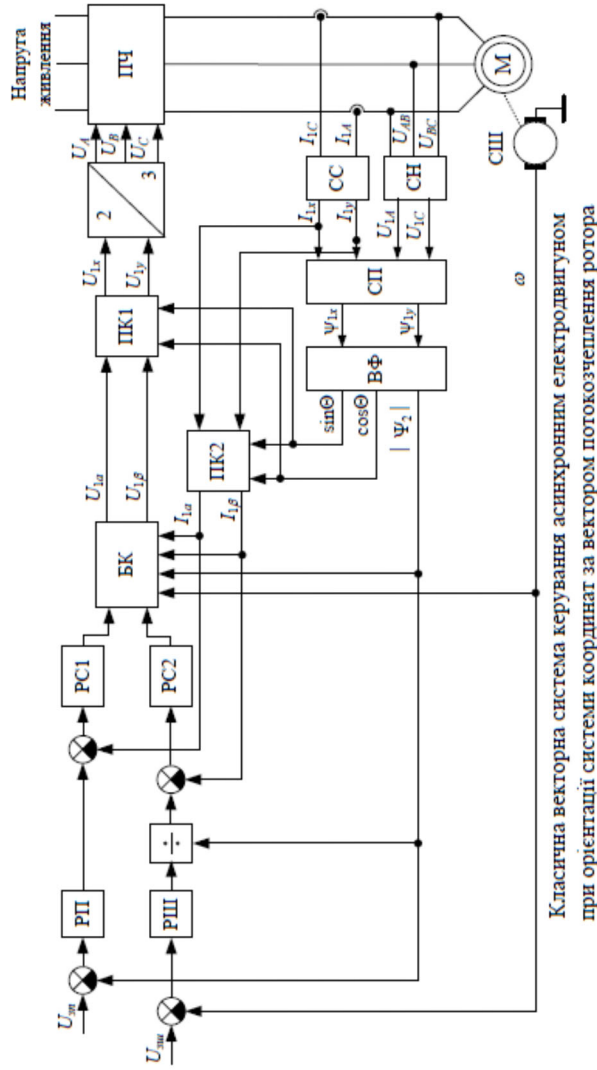 Напруга
живлення
U_зп
РП
РС1
U_зш
РШ
÷
РС2
БК
U_1α
U_1β
ПК1
U_1x
U_1y
2
3
U_A
U_B
U_C
ПЧ
I_1α
I_1β
ПК2
I_1x
I_1y
СС
I_1C
I_1A
U_1A
U_1C
СН
U_AB
U_BC
sinΘ
cosΘ
| Ψ_2 |
ВФ
Ψ_1x
Ψ_1y
СП
М
СШ
ω
Класична векторна система керування асинхронним електродвигуном
при орієнтації системи координат за вектором потокозчеплення ротора